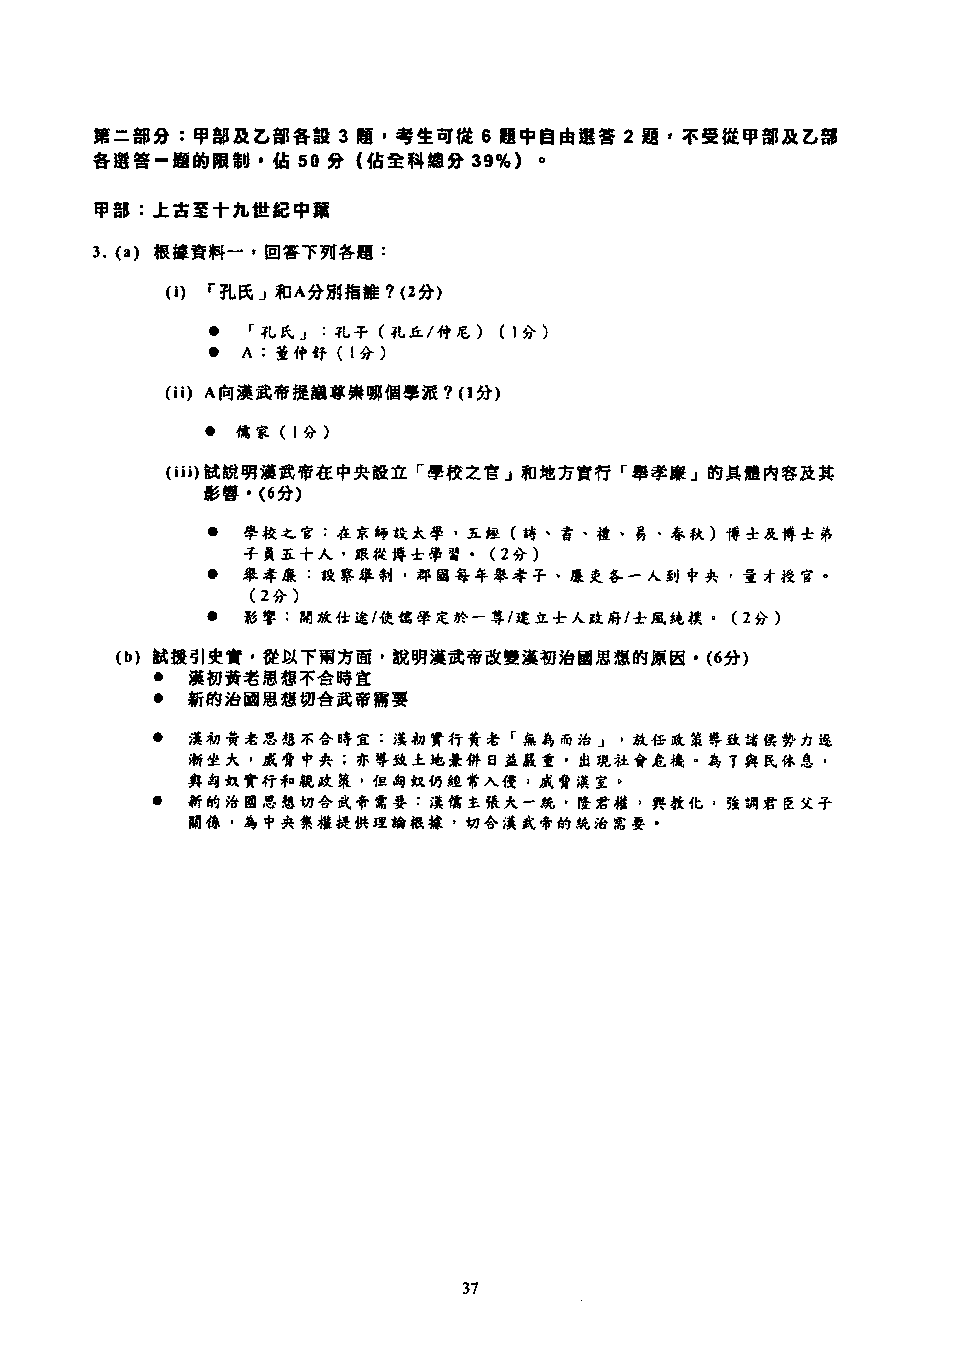 第二部分：甲部及乙部各設 3 題，考生可從 6 題中自由選答 2 題，不受從甲部及乙部
各選答一題的限制。佔 50 分（佔全科總分 39%）。
甲部：上古至十九世紀中葉
3. (a) 根據資料一，回答下列各題：
(i) 「孔氏」和A分別指誰？(2分)
● 「孔氏」：孔子（孔丘/仲尼）（1分）
● A：董仲舒（1分）
(ii) A向漢武帝提議尊崇哪個學派？(1分)
● 儒家（1分）
(iii) 試說明漢武帝在中央設立「學校之官」和地方實行「舉孝廉」的具體內容及其
影響。(6分)
● 學校之官：在京師設太學，五經（詩、書、禮、易、春秋）博士及博士弟
子員五十人，跟從博士學習。（2分）
● 舉孝廉：設察舉制，郡國每年舉孝子、廉吏各一人到中央，量才授官。
（2分）
● 影響：開放仕途/使儒學定於一尊/建立士人政府/士風純樸。（2分）
(b) 試援引史實，從以下兩方面，說明漢武帝改變漢初治國思想的原因。(6分)
● 漢初黃老思想不合時宜
● 新的治國思想切合武帝需要
● 漢初黃老思想不合時宜：漢初實行黃老「無為而治」，放任政策導致諸侯勢力逐
漸坐大，威脅中央；亦導致土地兼併日益嚴重，出現社會危機。為了與民休息，
與匈奴實行和親政策，但匈奴仍經常入侵，威脅漢室。
● 新的治國思想切合武帝需要：漢儒主張大一統，隆君權，興教化，強調君臣父子
關係，為中央集權提供理論根據，切合漢武帝的統治需要。
37